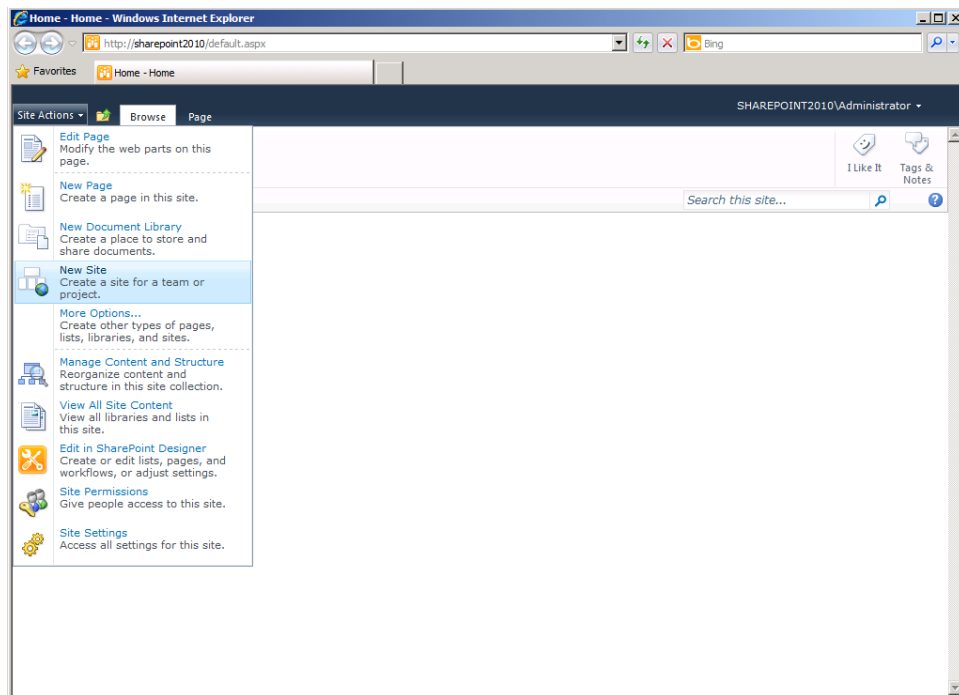 Home - Home - Windows Internet Explorer
http://sharepoint2010/default.aspx
Bing
Favorites
Home - Home
SHAREPOINT2010\Administrator
Site Actions
Browse
Page
Edit Page
Modify the web parts on this
page.
New Page
Create a page in this site.
New Document Library
Create a place to store and
share documents.
New Site
Create a site for a team or
project.
More Options...
Create other types of pages,
lists, libraries, and sites.
Manage Content and Structure
Reorganize content and
structure in this site collection.
View All Site Content
View all libraries and lists in
this site.
Edit in SharePoint Designer
Create or edit lists, pages, and
workflows, or adjust settings.
Site Permissions
Give people access to this site.
Site Settings
Access all settings for this site.
I Like It
Tags &
Notes
Search this site...